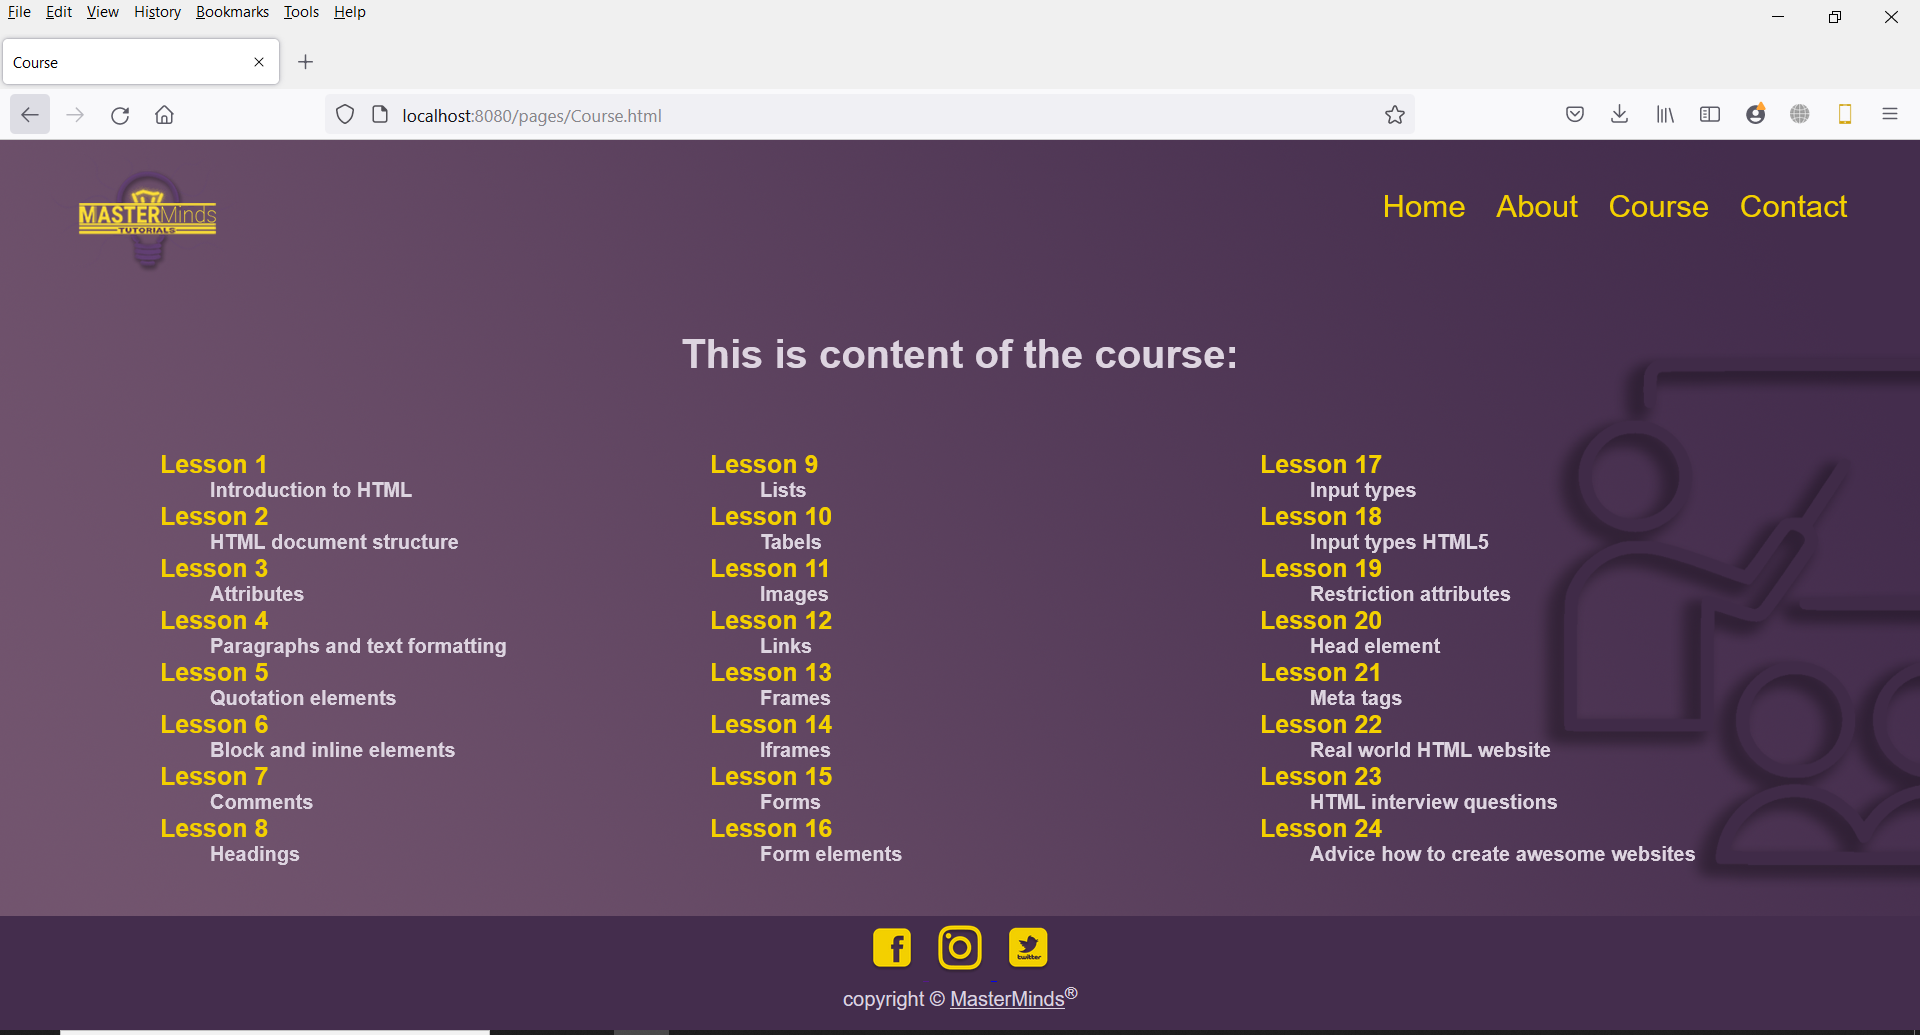 File Edit View History Bookmarks Tools Help
Course
localhost:8080/pages/Course.html
MASTERMinds
TUTORIALS
Home About Course Contact
This is content of the course:
Lesson 1
Introduction to HTML
Lesson 2
HTML document structure
Lesson 3
Attributes
Lesson 4
Paragraphs and text formatting
Lesson 5
Quotation elements
Lesson 6
Block and inline elements
Lesson 7
Comments
Lesson 8
Headings
Lesson 9
Lists
Lesson 10
Tabels
Lesson 11
Images
Lesson 12
Links
Lesson 13
Frames
Lesson 14
Iframes
Lesson 15
Forms
Lesson 16
Form elements
Lesson 17
Input types
Lesson 18
Input types HTML5
Lesson 19
Restriction attributes
Lesson 20
Head element
Lesson 21
Meta tags
Lesson 22
Real world HTML website
Lesson 23
HTML interview questions
Lesson 24
Advice how to create awesome websites
twitter
copyright © MasterMinds®